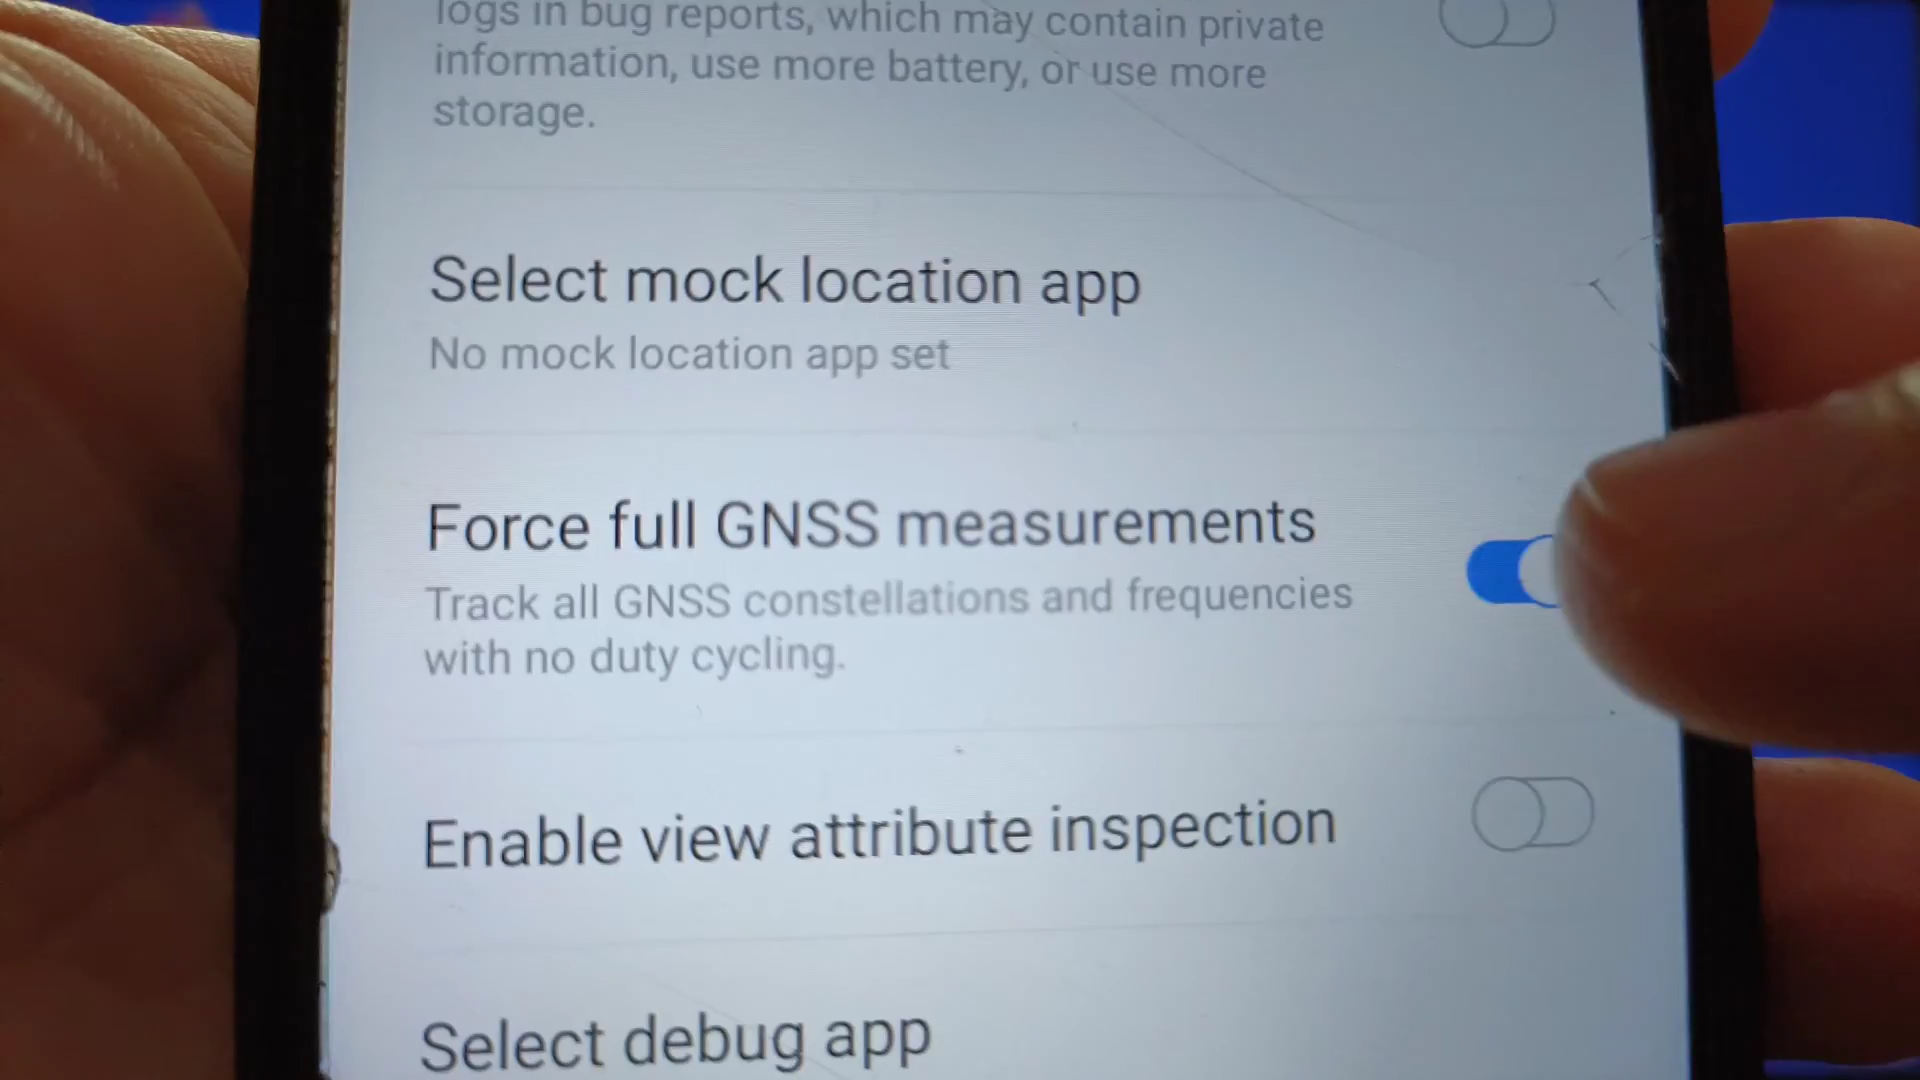 logs in bug reports, which may contain private
information, use more battery, or use more
storage.
Select mock location app
No mock location app set
Force full GNSS measurements
Track all GNSS constellations and frequencies
with no duty cycling.
Enable view attribute inspection
Select debug app